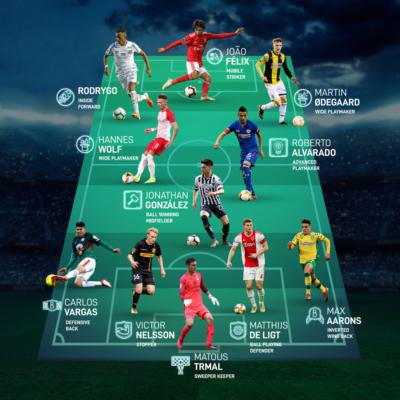 JOÃO
FÉLIX
MOBILE
STRIKER
RODRYGO
INSIDE
FORWARD
MARTIN
ØDEGAARD
WIDE PLAYMAKER
HANNES
WOLF
WIDE PLAYMAKER
ROBERTO
ALVARADO
ADVANCED
PLAYMAKER
JONATHAN
GONZÁLEZ
BALL WINNING
MIDFIELDER
CARLOS
VARGAS
DEFENSIVE
BACK
VICTOR
NELSSON
STOPPER
MATTHIJS
DE LIGT
BALL PLAYING
DEFENDER
MAX
AARONS
INVERTED
WING BACK
MATOUS
TRMAL
SWEEPER KEEPER